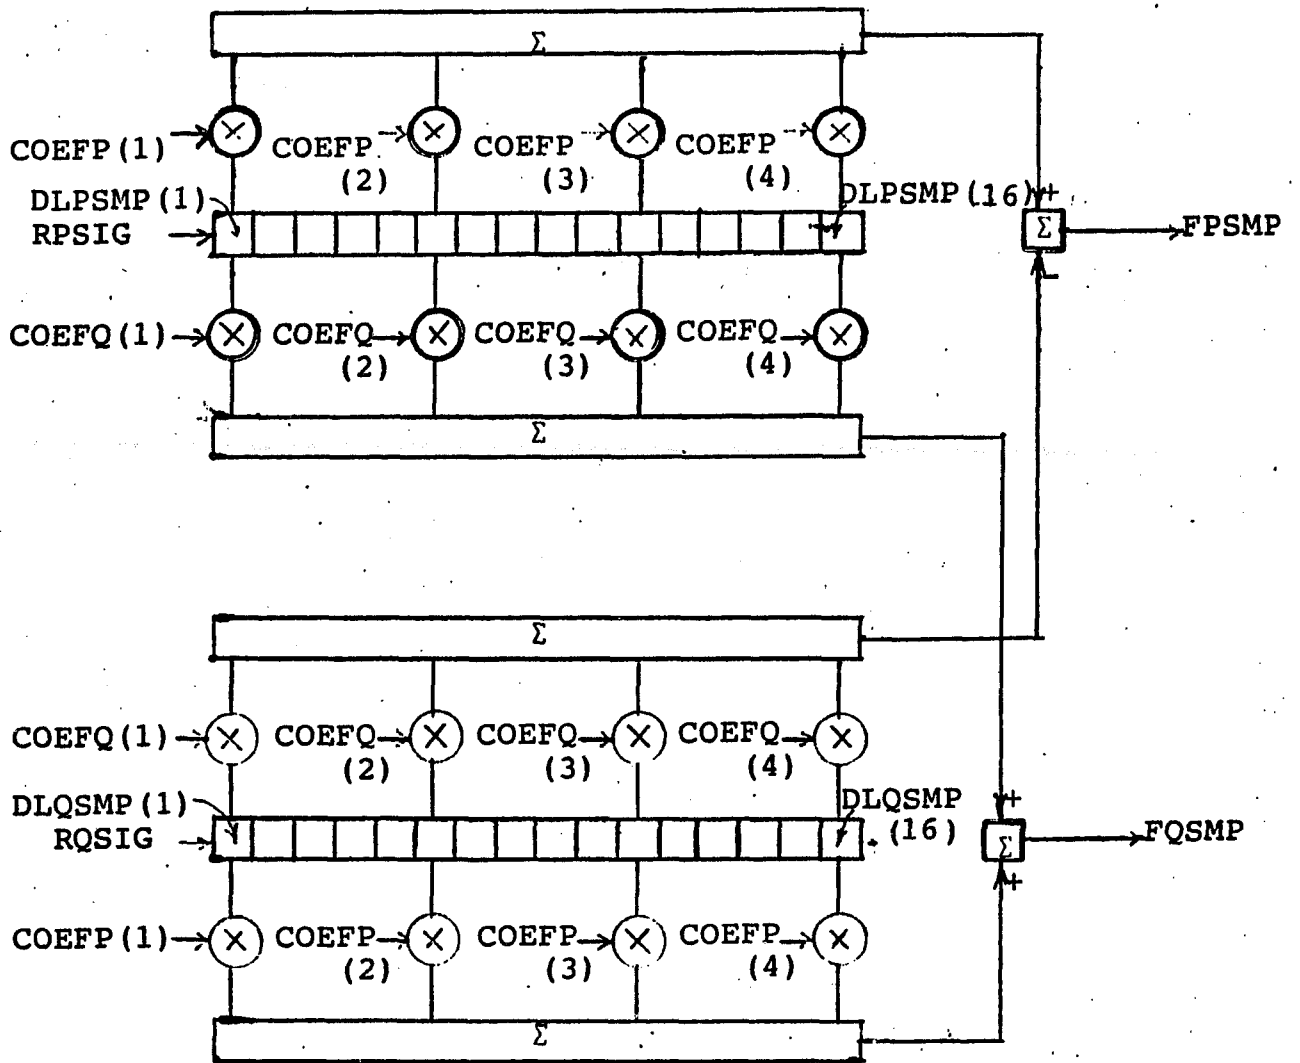 Σ
COEFP(1) COEFP COEFP COEFP
(2) (3) (4)
DLPSMP(1) DLPSMP(16) +
RPSIG Σ FPSMP
-
COEFQ(1) COEFQ COEFQ COEFQ
(2) (3) (4)
Σ
Σ
COEFQ(1) COEFQ COEFQ COEFQ
(2) (3) (4)
DLQSMP(1) DLQSMP +
RQSIG (16) Σ FQSMP
+
COEFP(1) COEFP COEFP COEFP
(2) (3) (4)
Σ